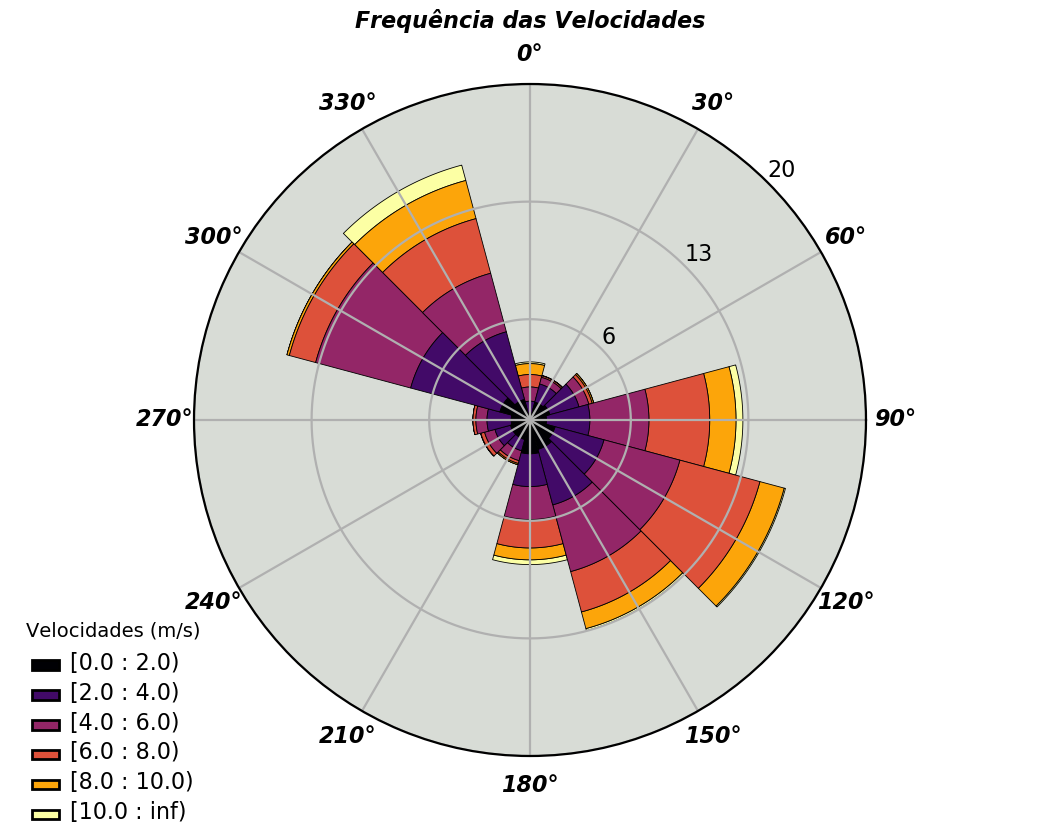 Frequência das Velocidades
0°
330°
30°
20
300°
60°
13
6
270°
90°
240°
120°
210°
150°
180°
Velocidades (m/s)
[0.0 : 2.0)
[2.0 : 4.0)
[4.0 : 6.0)
[6.0 : 8.0)
[8.0 : 10.0)
[10.0 : inf)